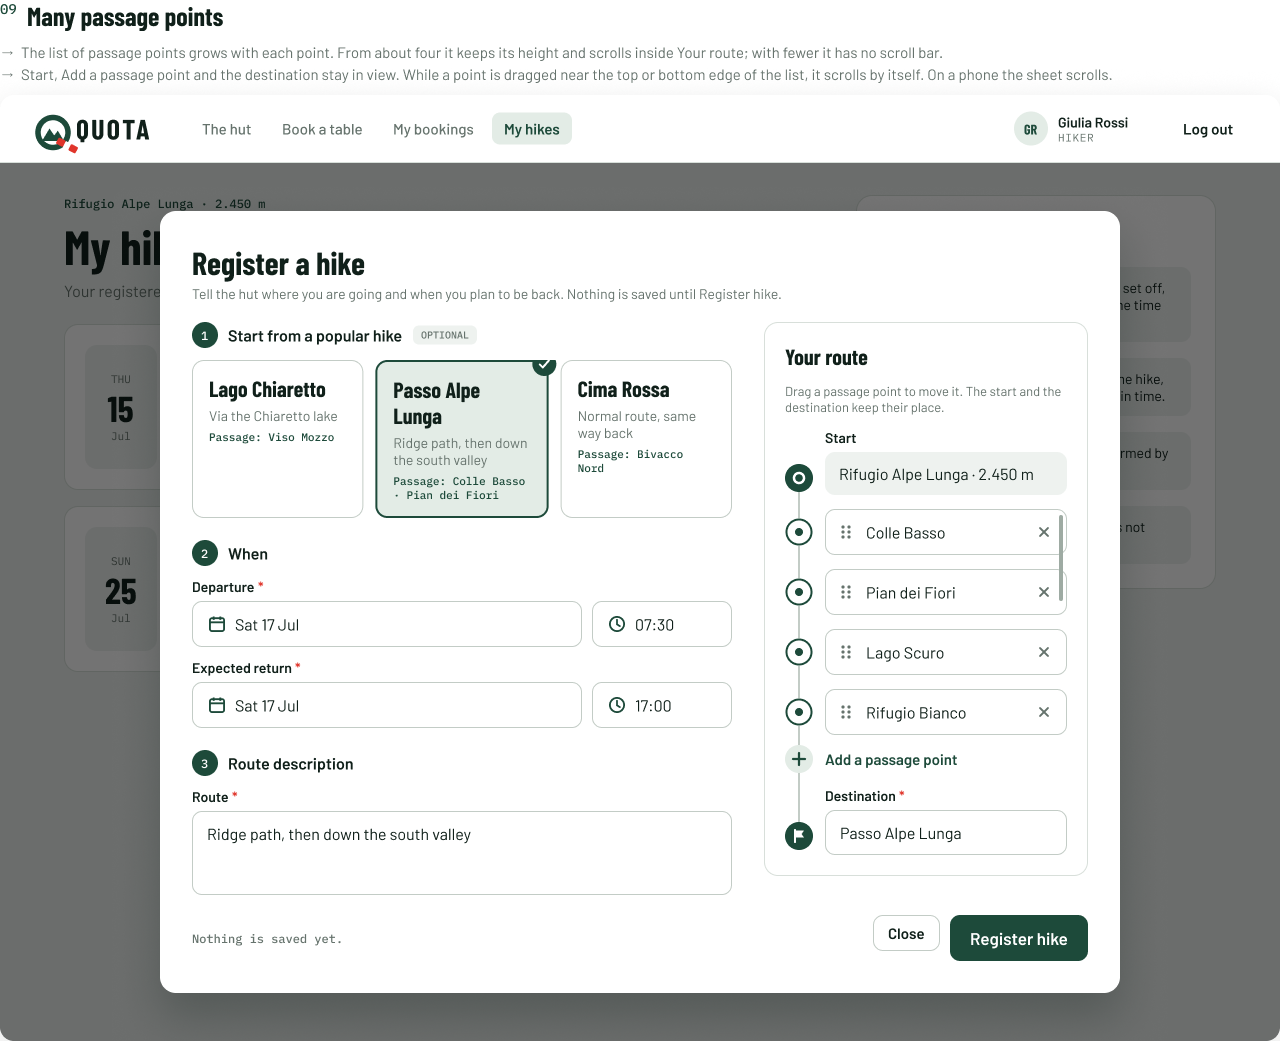 09 Many passage points
→ The list of passage points grows with each point. From about four it keeps its height and scrolls inside Your route; with fewer it has no scroll bar.
→ Start, Add a passage point and the destination stay in view. While a point is dragged near the top or bottom edge of the list, it scrolls by itself. On a phone the sheet scrolls.
QUOTA
The hut
Book a table
My bookings
My hikes
GR
Giulia Rossi
HIKER
Log out
Rifugio Alpe Lunga · 2.450 m
My hi
Your registere
THU
15
Jul
SUN
25
Jul
set off,
e time
e hike,
in time.
rmed by
not
Register a hike
Tell the hut where you are going and when you plan to be back. Nothing is saved until Register hike.
1 Start from a popular hike OPTIONAL
Lago Chiaretto
Via the Chiaretto lake
Passage: Viso Mozzo
Passo Alpe
Lunga
Ridge path, then down
the south valley
Passage: Colle Basso
· Pian dei Fiori
Cima Rossa
Normal route, same
way back
Passage: Bivacco
Nord
2 When
Departure *
Sat 17 Jul
07:30
Expected return *
Sat 17 Jul
17:00
3 Route description
Route *
Ridge path, then down the south valley
Your route
Drag a passage point to move it. The start and the
destination keep their place.
Start
Rifugio Alpe Lunga · 2.450 m
Colle Basso
Pian dei Fiori
Lago Scuro
Rifugio Bianco
Add a passage point
Destination *
Passo Alpe Lunga
Nothing is saved yet.
Close
Register hike